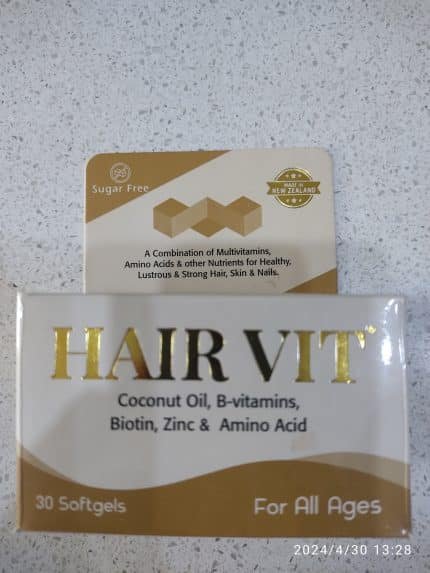 Sugar Free
MADE IN
NEW ZEALAND
A Combination of Multivitamins,
Amino Acids & other Nutrients for Healthy,
Lustrous & Strong Hair, Skin & Nails.
HAIR VIT
Coconut Oil, B-vitamins,
Biotin, Zinc & Amino Acid
30 Softgels
For All Ages
2024/4/30 13:28